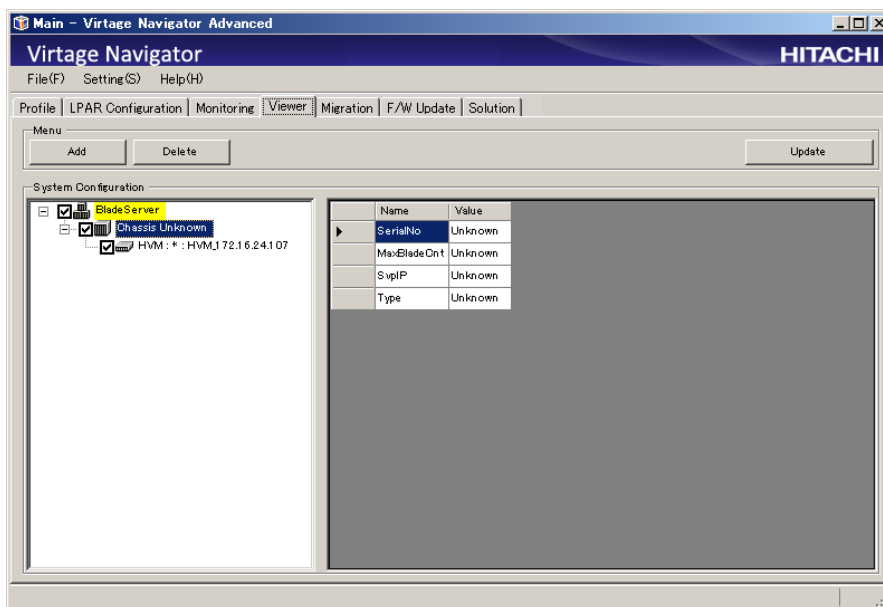 Main - Virtage Navigator Advanced
Virtage Navigator
HITACHI
File(F) Setting(S) Help(H)
Profile LPAR Configuration Monitoring Viewer Migration F/W Update Solution
Menu
Add Delete Update
System Configuration
BladeServer
Chassis Unknown
HVM : * : HVM_172.16.24.107
Name Value
SerialNo Unknown
MaxBladeCnt Unknown
SvpIP Unknown
Type Unknown